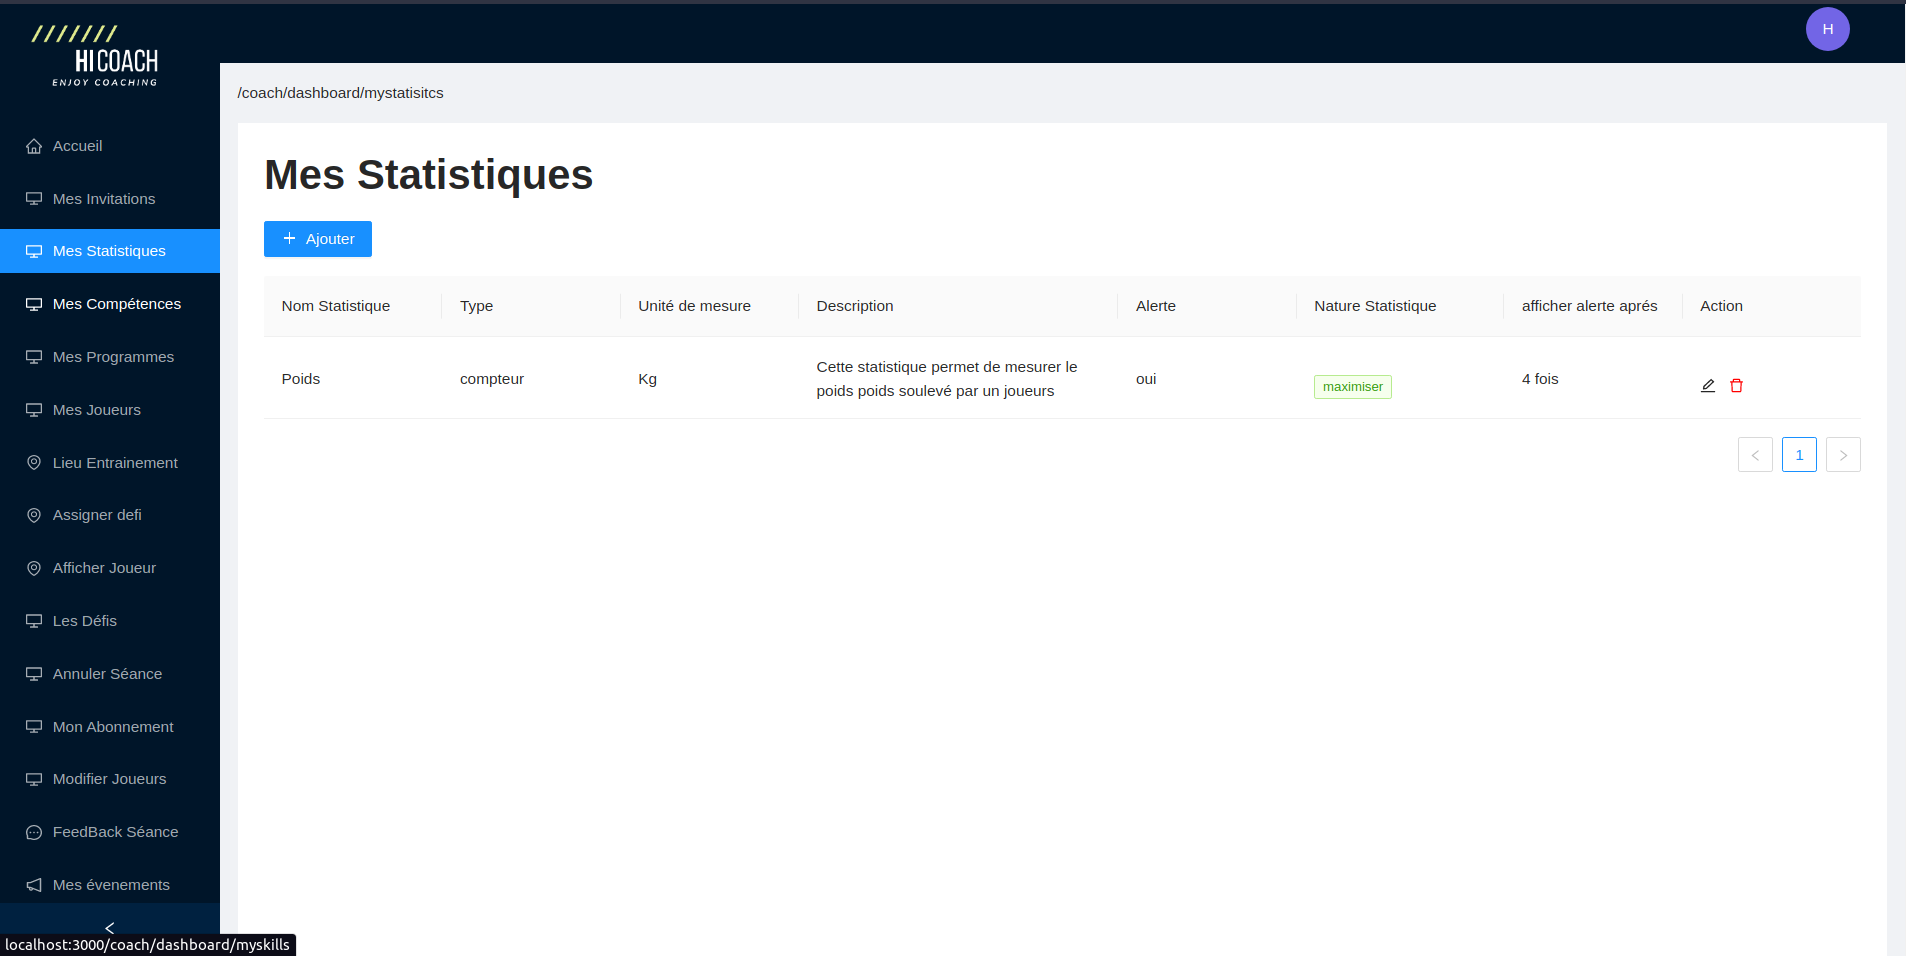 HICOACH
ENJOY COACHING
H
/coach/dashboard/mystatisitcs
Accueil
Mes Invitations
Mes Statistiques
Mes Compétences
Mes Programmes
Mes Joueurs
Lieu Entrainement
Assigner defi
Afficher Joueur
Les Défis
Annuler Séance
Mon Abonnement
Modifier Joueurs
FeedBack Séance
Mes évenements
Mes Statistiques
Ajouter
Nom Statistique Type Unité de mesure Description Alerte Nature Statistique afficher alerte aprés Action
Poids compteur Kg Cette statistique permet de mesurer le oui maximiser 4 fois
poids poids soulevé par un joueurs
1
localhost:3000/coach/dashboard/myskills